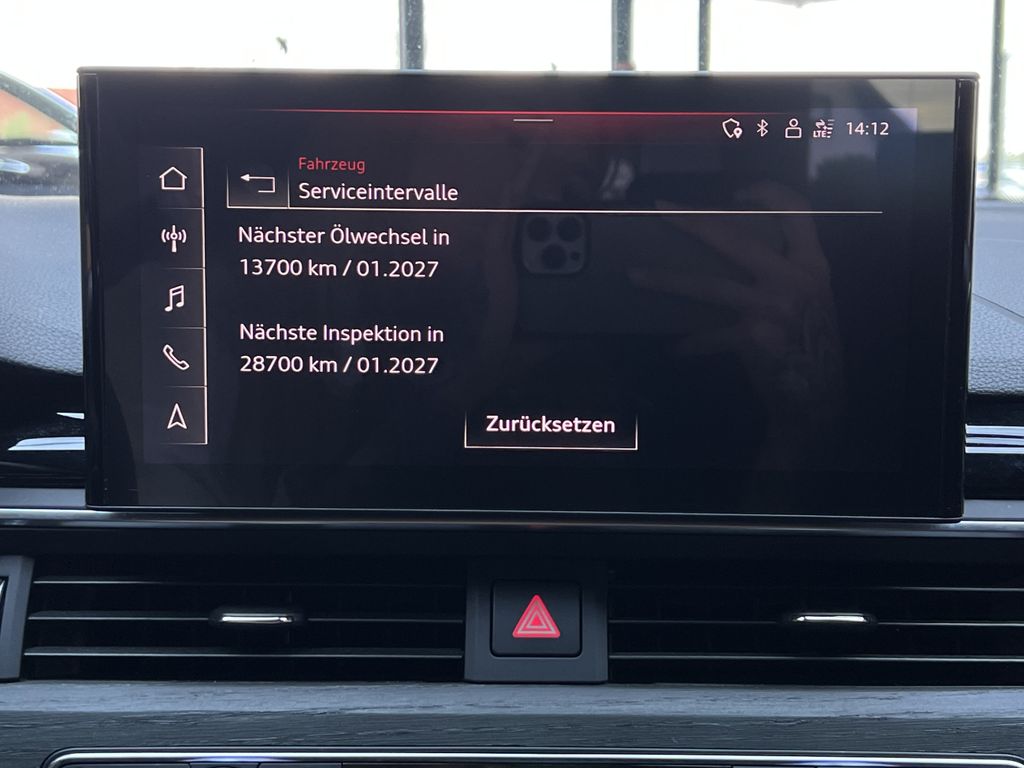 LTE 14:12
Fahrzeug
Serviceintervalle
Nächster Ölwechsel in
13700 km / 01.2027
Nächste Inspektion in
28700 km / 01.2027
Zurücksetzen